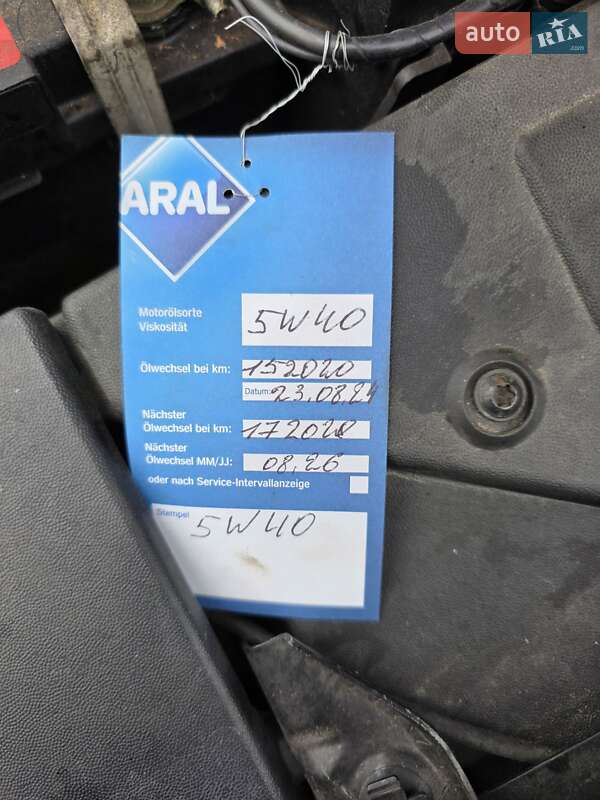 auto RIA.com
ARAL
Motorölsorte
Viskosität
5W40
Ölwechsel bei km: 152020
Datum: 23.08.24
Nächster
Ölwechsel bei km: 172020
Nächster
Ölwechsel MM/JJ: 08.26
oder nach Service-Intervallanzeige
Stempel
5W40